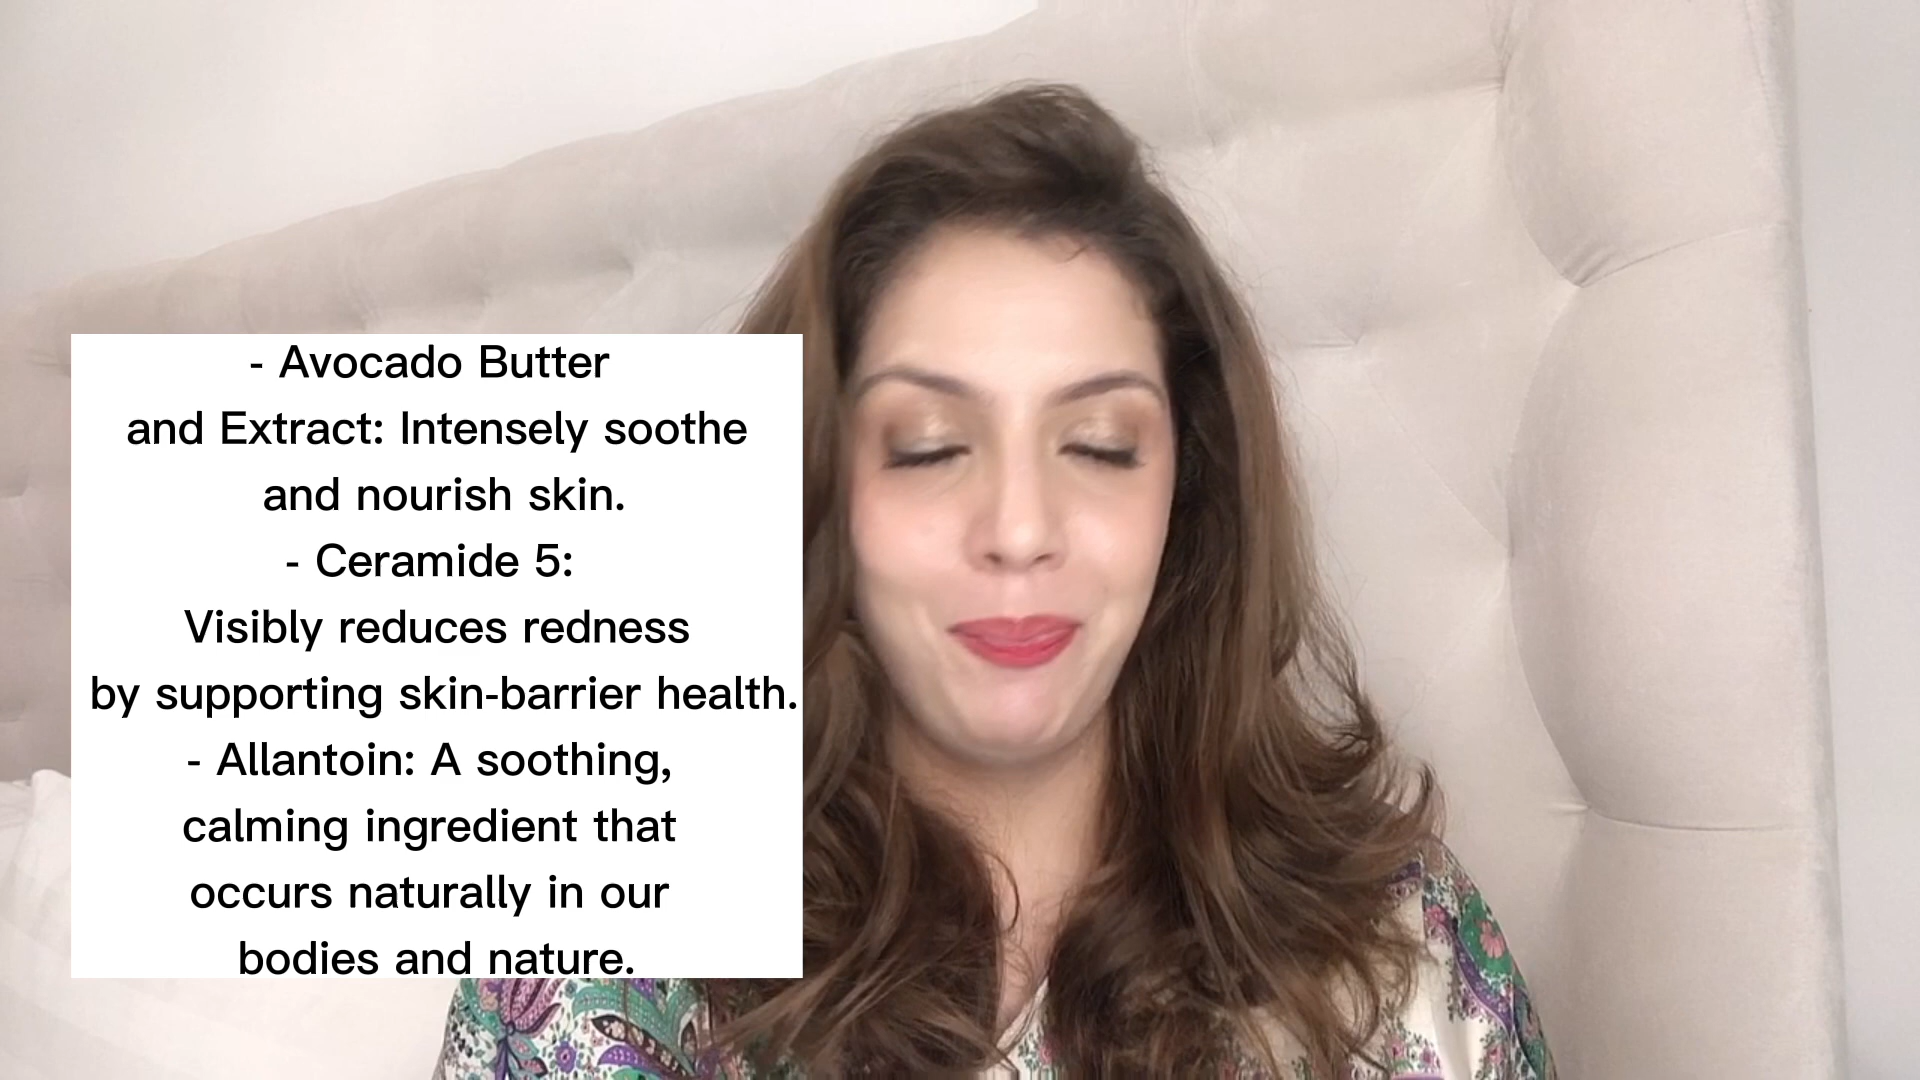 - Avocado Butter
and Extract: Intensely soothe
and nourish skin.
- Ceramide 5:
Visibly reduces redness
by supporting skin-barrier health.
- Allantoin: A soothing,
calming ingredient that
occurs naturally in our
bodies and nature.